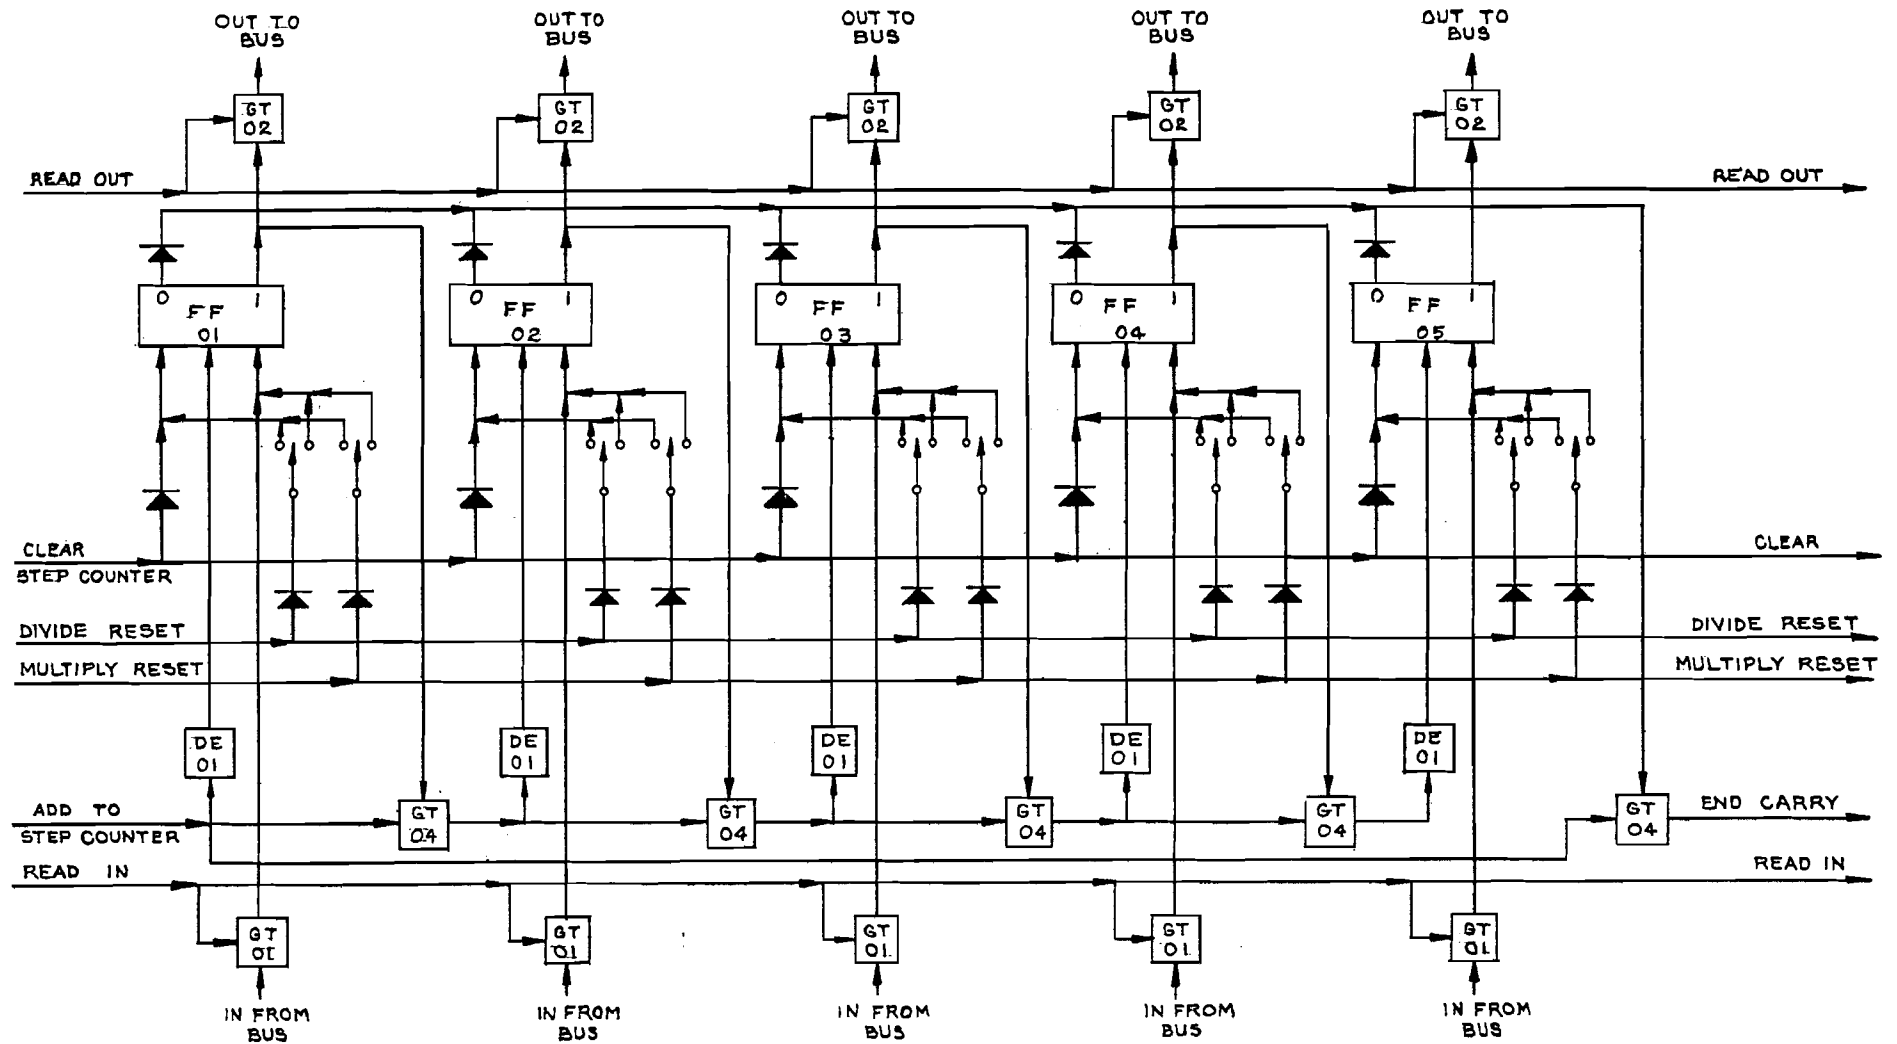 OUT TO OUT TO OUT TO OUT TO OUT TO
BUS BUS BUS BUS BUS
GT GT GT GT GT
02 02 02 02 02
READ OUT READ OUT
0 1 0 1 0 1 0 1 0 1
FF FF FF FF FF
01 02 03 04 05
CLEAR CLEAR
STEP COUNTER
DIVIDE RESET DIVIDE RESET
MULTIPLY RESET MULTIPLY RESET
DE DE DE DE DE
01 01 01 01 01
ADD TO GT GT GT GT GT END CARRY
STEP COUNTER 04 04 04 04 04
READ IN READ IN
GT GT GT GT GT
01 01 01 01 01
IN FROM IN FROM IN FROM IN FROM IN FROM
BUS BUS BUS BUS BUS